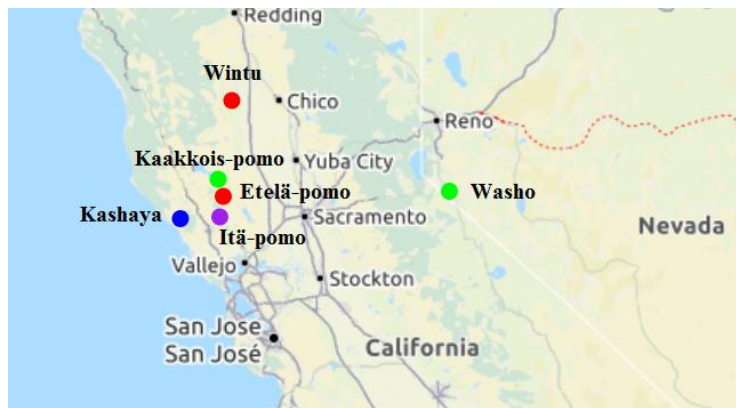 Redding
Wintu
Chico
Reno
Kaakkois-pomo
Yuba City
Etelä-pomo
Washo
Kashaya
Sacramento
Itä-pomo
Nevada
Vallejo
Stockton
San Jose
San José
California